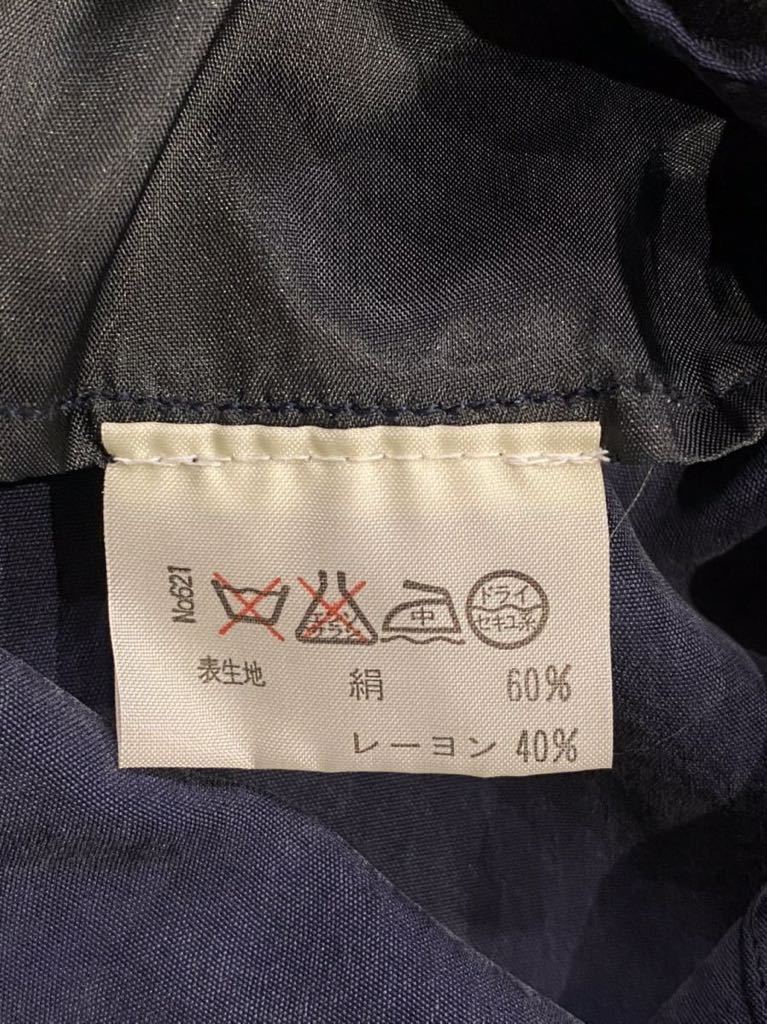 No621
エンソ
サラシ
中
ドライ
セキユ系
表生地 絹 60%
レーヨン 40%